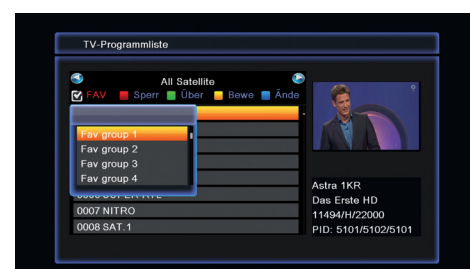 TV-Programmliste
All Satellite
FAV Sperr Über Bewe Ände
Fav group 1
Fav group 2
Fav group 3
Fav group 4
0007 NITRO
0008 SAT.1
Astra 1KR
Das Erste HD
11494/H/22000
PID: 5101/5102/5101